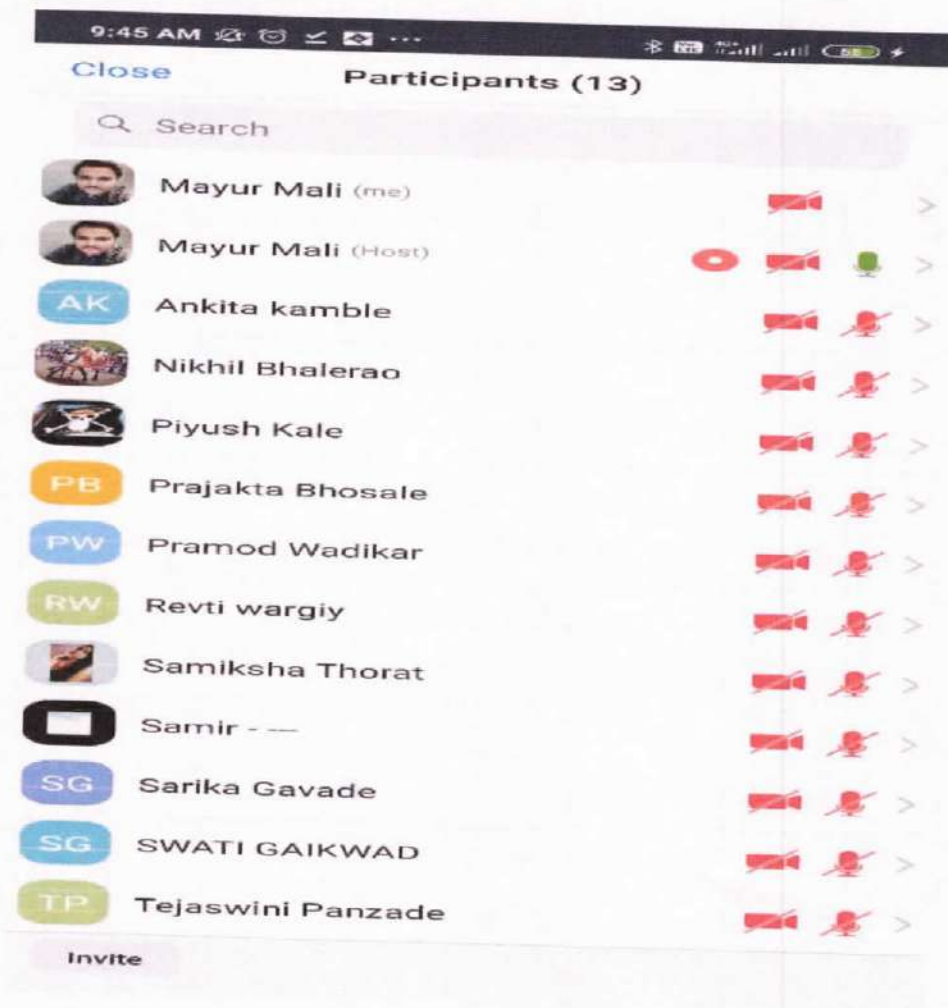 9:45 AM ...
Close Participants (13)
Search
Mayur Mali (me)
Mayur Mali (Host)
AK Ankita kamble
Nikhil Bhalerao
Piyush Kale
PB Prajakta Bhosale
PW Pramod Wadikar
RW Revti wargiy
Samiksha Thorat
Samir - ---
SG Sarika Gavade
SG SWATI GAIKWAD
TP Tejaswini Panzade
Invite